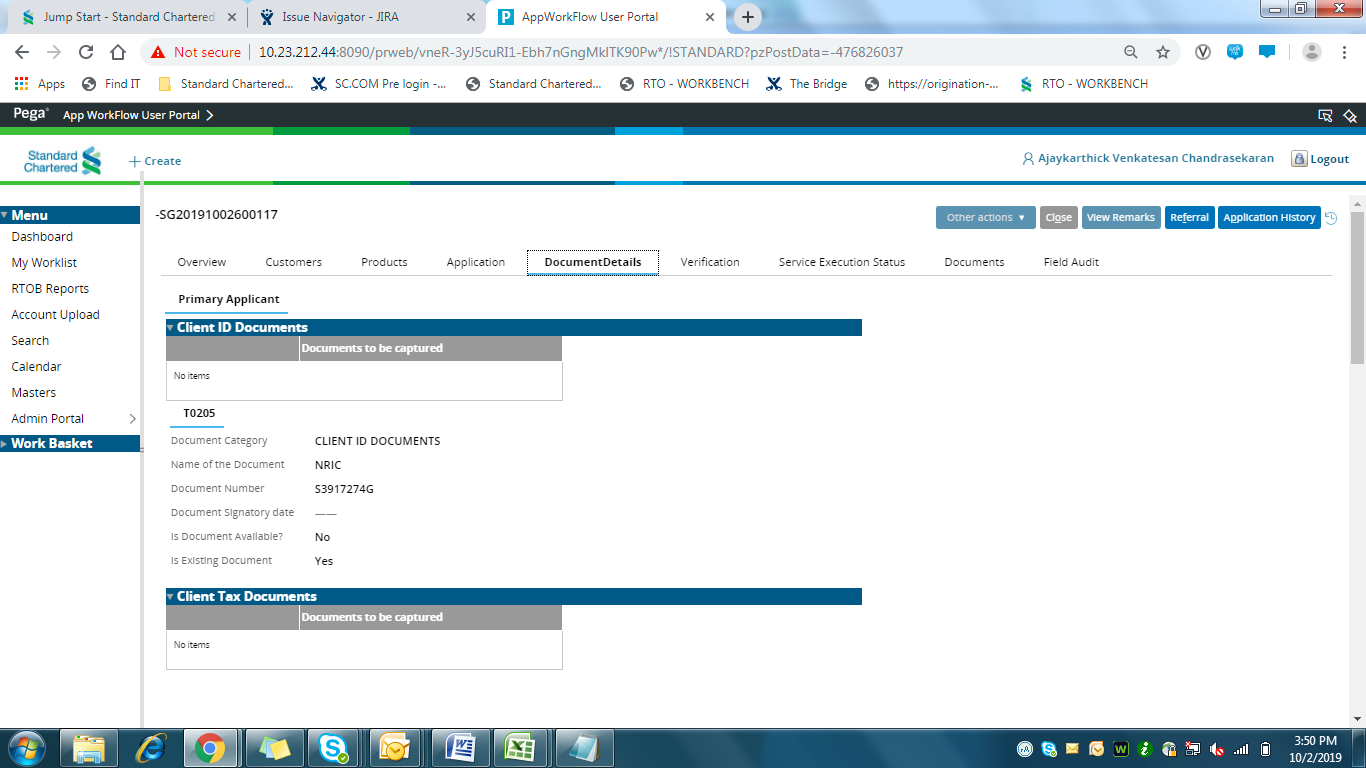 Jump Start - Standard Chartered
Issue Navigator - JIRA
AppWorkFlow User Portal
Not secure
10.23.212.44:8090/prweb/vneR-3yJ5cuRI1-Ebh7nGngMkITK90Pw*/!STANDARD?pzPostData=-476826037
Apps
Find IT
Standard Chartered...
SC.COM Pre login -...
Standard Chartered...
RTO - WORKBENCH
The Bridge
https://origination-...
RTO - WORKBENCH
Pega
App WorkFlow User Portal
Standard Chartered
Create
Ajaykarthick Venkatesan Chandrasekaran
Logout
Menu
Dashboard
My Worklist
RTOB Reports
Account Upload
Search
Calendar
Masters
Admin Portal
Work Basket
-SG20191002600117
Other actions
Close
View Remarks
Referral
Application History
Overview
Customers
Products
Application
DocumentDetails
Verification
Service Execution Status
Documents
Field Audit
Primary Applicant
Client ID Documents
Documents to be captured
No items
T0205
Document Category CLIENT ID DOCUMENTS
Name of the Document NRIC
Document Number S3917274G
Document Signatory date ——
Is Document Available? No
Is Existing Document Yes
Client Tax Documents
Documents to be captured
No items
3:50 PM
10/2/2019